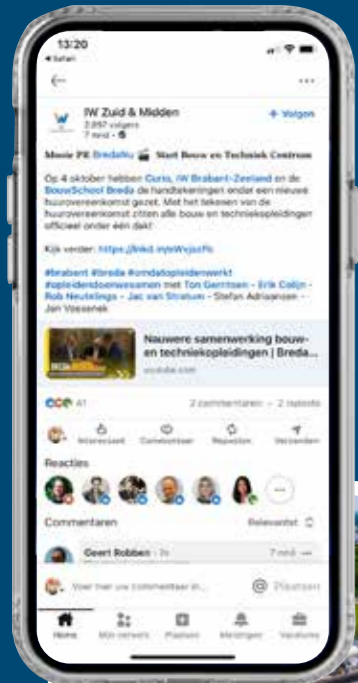 13:20
Safari
IW Zuid & Midden
2.897 volgers
7 mnd
+ Volgen
Mooie PR BredaNu Start Bouw en Techniek Centrum
Op 4 oktober hebben Curio, IW Brabant-Zeeland en de
BouwSchool Breda de handtekeningen onder een nieuwe
huurovereenkomst gezet. Met het tekenen van de
huurovereenkomst zitten alle bouw en techniekopleidingen
officieel onder één dak!
Kijk verder:
#brabant #breda #omdatopleidenwerkt
#opleidendoenwesamen met Ton Gerritsen - Erik Colijn -
Rob Neutelings - Jac van Stratum - Stefan Adriaansen -
Jan Vossenek
Nauwere samenwerking bouw-
en techniekopleidingen | Breda...
youtube.com
41
2 commentaren - 2 reposts
Interessant
Commentaar
Reposten
Verzenden
Reacties
Commentaren
Relevantst
Geert Robben
7 mnd
Voer hier uw commentaar in...
@ Plaatsen
Home
Mijn netwerk
Plaatsen
Meldingen
Vacatures